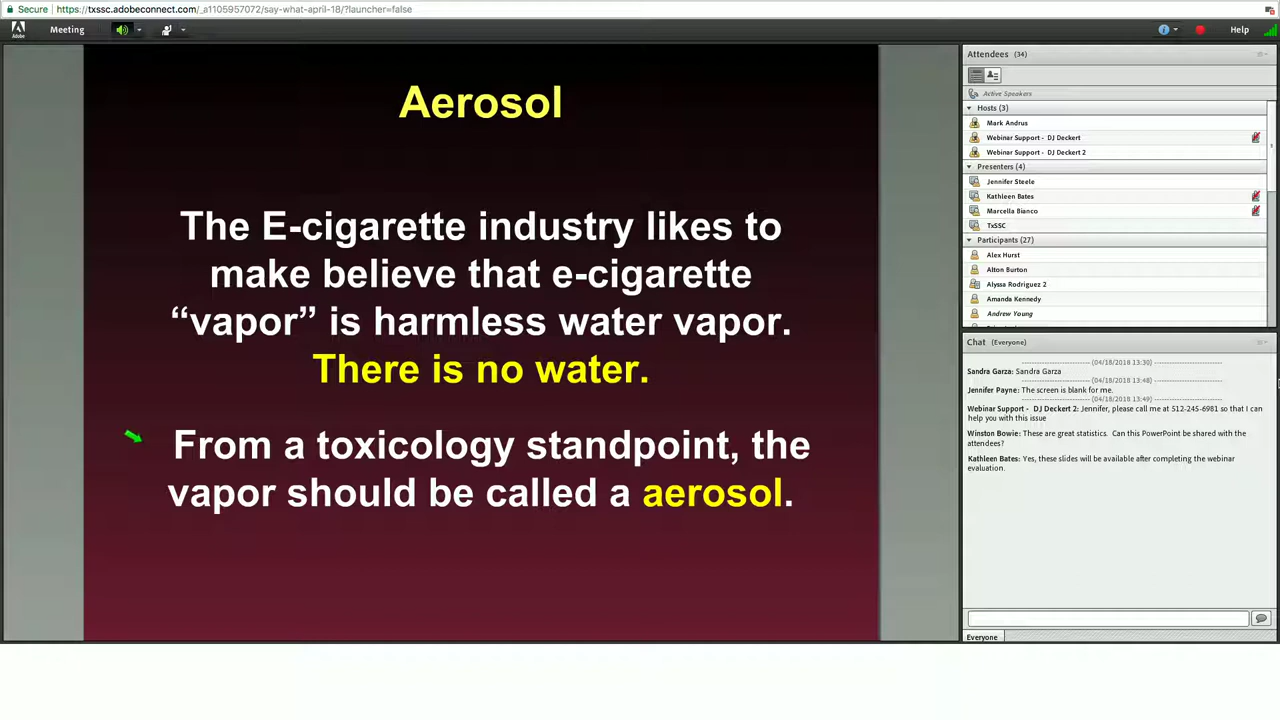 Secure https://txssc.adobeconnect.com/_a1105957072/say-what-april-18/?launcher=false
Adobe Meeting Help
Aerosol
The E-cigarette industry likes to
make believe that e-cigarette
“vapor” is harmless water vapor.
There is no water.
From a toxicology standpoint, the
vapor should be called a aerosol.
Attendees (34)
Active Speakers
Hosts (3)
Mark Andrus
Webinar Support - DJ Deckert
Webinar Support - DJ Deckert 2
Presenters (4)
Jennifer Steele
Kathleen Bates
Marcella Bianco
TxSSC
Participants (27)
Alex Hurst
Alton Burton
Alyssa Rodriguez 2
Amanda Kennedy
Andrew Young
Chat (Everyone)
(04/18/2018 13:30)
Sandra Garza: Sandra Garza
(04/18/2018 13:48)
Jennifer Payne: The screen is blank for me.
(04/18/2018 13:49)
Webinar Support - DJ Deckert 2: Jennifer, please call me at 512-245-6981 so that I can
help you with this issue
Winston Bowie: These are great statistics. Can this PowerPoint be shared with the
attendees?
Kathleen Bates: Yes, these slides will be available after completing the webinar
evaluation.
Everyone